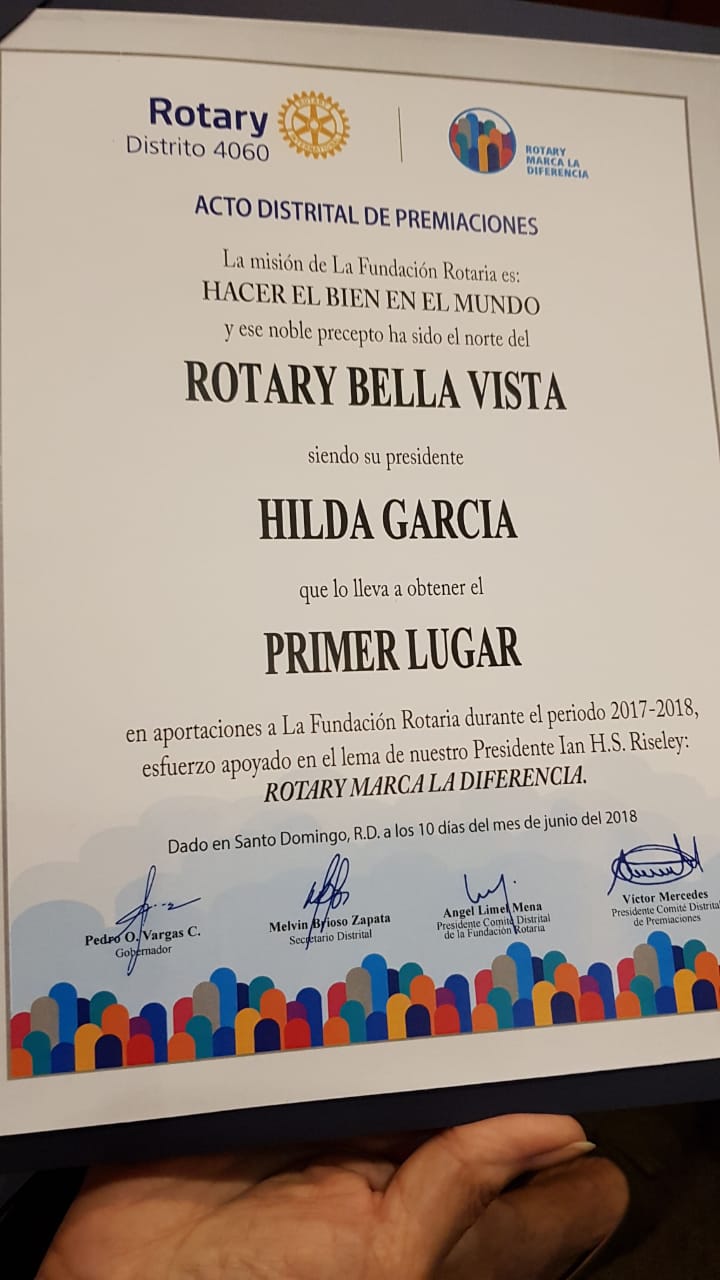 Rotary
Distrito 4060
ROTARY INTERNATIONAL
ROTARY
MARCA LA
DIFERENCIA
ACTO DISTRITAL DE PREMIACIONES
La misión de La Fundación Rotaria es:
HACER EL BIEN EN EL MUNDO
y ese noble precepto ha sido el norte del
ROTARY BELLA VISTA
siendo su presidente
HILDA GARCIA
que lo lleva a obtener el
PRIMER LUGAR
en aportaciones a La Fundación Rotaria durante el periodo 2017-2018,
esfuerzo apoyado en el lema de nuestro Presidente Ian H.S. Riseley:
ROTARY MARCA LA DIFERENCIA.
Dado en Santo Domingo, R.D. a los 10 días del mes de junio del 2018
Pedro O. Vargas C.
Gobernador
Melvin Brioso Zapata
Secretario Distrital
Angel Limel Mena
Presidente Comité Distrital
de la Fundación Rotaria
Víctor Mercedes
Presidente Comité Distrital
de Premiaciones